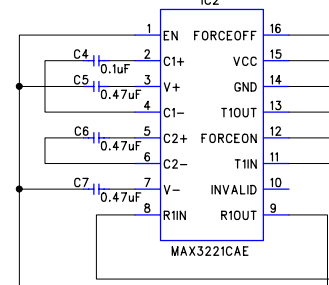 IC2
1 EN FORCEOFF 16
C4 2 C1+ VCC 15
0.1uF
C5 3 V+ GND 14
0.47uF
4 C1- T1OUT 13
C6 5 C2+ FORCEON 12
0.47uF
6 C2- T1IN 11
C7 7 V- INVALID 10
0.47uF
8 R1IN R1OUT 9
MAX3221CAE